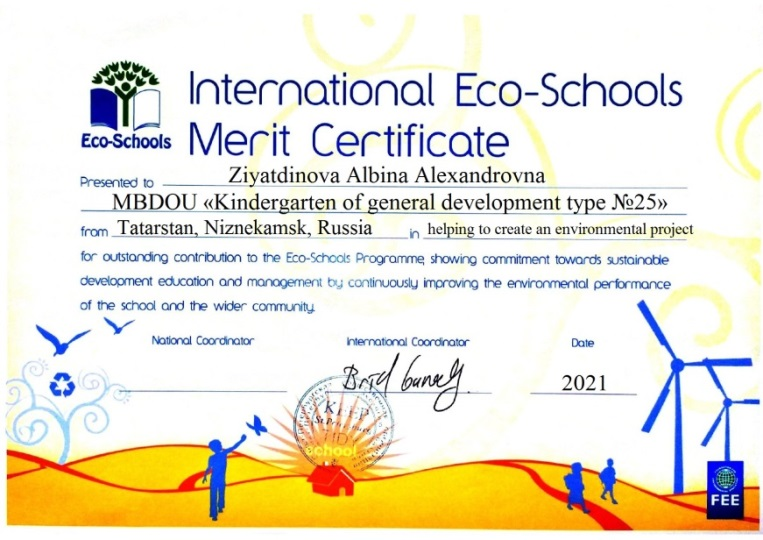 International Eco-Schools
Merit Certificate
Eco-Schools
Presented to Ziyatdinova Albina Alexandrovna
MBDOU «Kindergarten of general development type №25»
from Tatarstan, Niznekamsk, Russia in helping to create an environmental project
for outstanding contribution to the Eco-Schools Programme, showing commitment towards sustainable
development education and management by continuously improving the environmental performance
of the school and the wider community.
National Coordinator International Coordinator Date
2021
KEEP
school
FEE